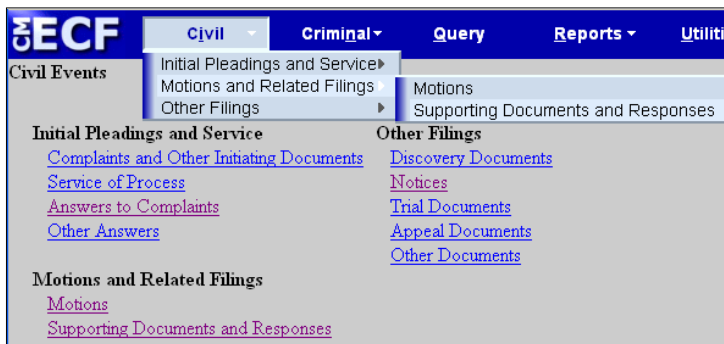 CM ECF Civil Criminal Query Reports Utiliti
Initial Pleadings and Service
Civil Events
Motions and Related Filings Motions
Other Filings Supporting Documents and Responses
Initial Pleadings and Service Other Filings
Complaints and Other Initiating Documents Discovery Documents
Service of Process Notices
Answers to Complaints Trial Documents
Other Answers Appeal Documents
Other Documents
Motions and Related Filings
Motions
Supporting Documents and Responses